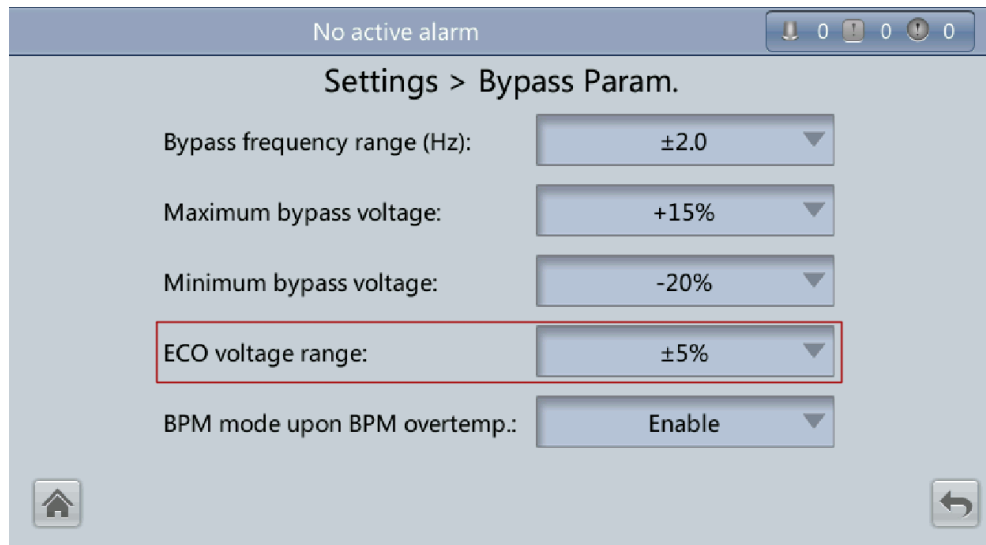 No active alarm 0 0 0
Settings > Bypass Param.
Bypass frequency range (Hz): ±2.0
Maximum bypass voltage: +15%
Minimum bypass voltage: -20%
ECO voltage range: ±5%
BPM mode upon BPM overtemp.: Enable